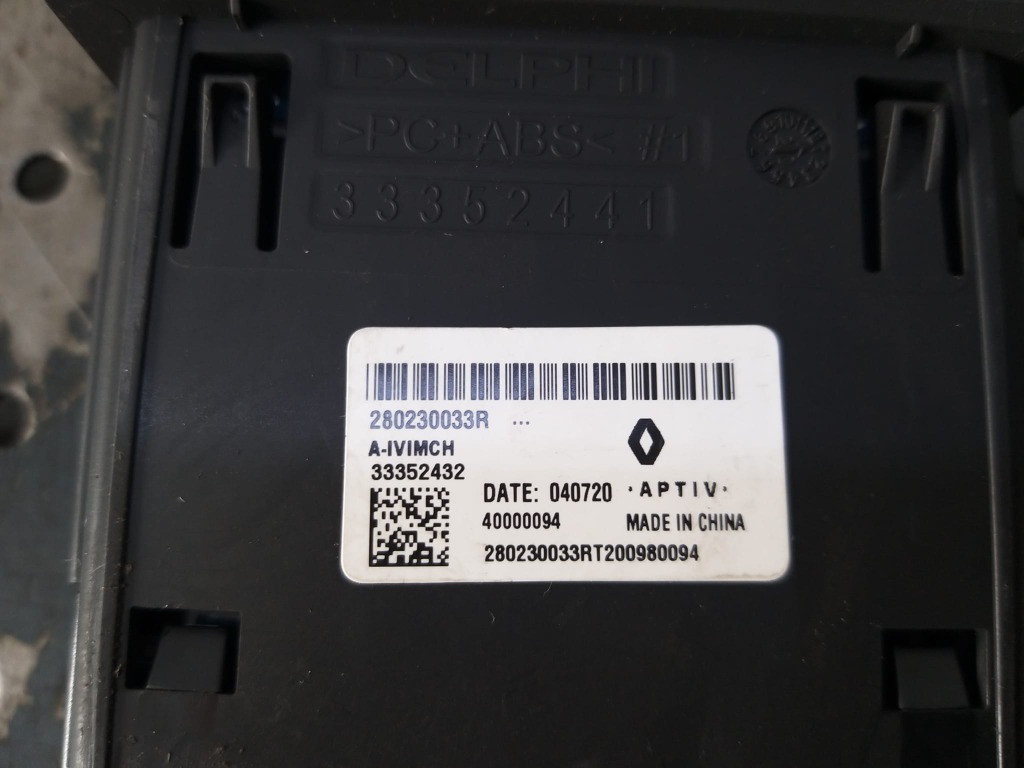 DELPHI
>PC+ABS< #1
33352441
280230033R ...
A-IVIMCH
33352432
DATE: 040720 ·APTIV·
40000094 MADE IN CHINA
280230033RT200980094